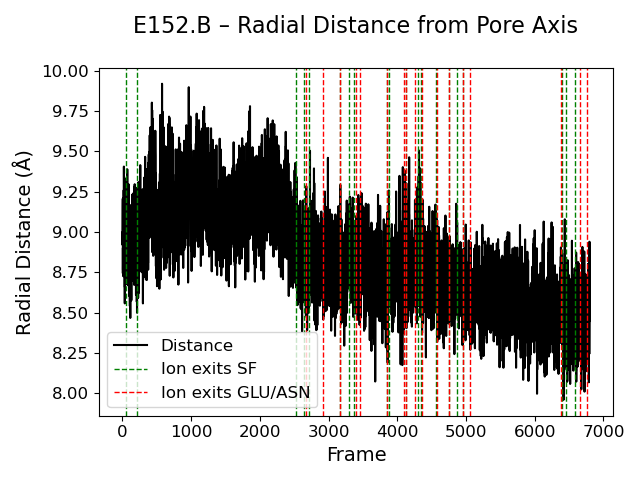 E152.B – Radial Distance from Pore Axis
10.00
9.75
9.50
9.25
9.00
8.75
8.50
8.25
8.00
Radial Distance (Å)
Distance
Ion exits SF
Ion exits GLU/ASN
0
1000
2000
3000
4000
5000
6000
7000
Frame